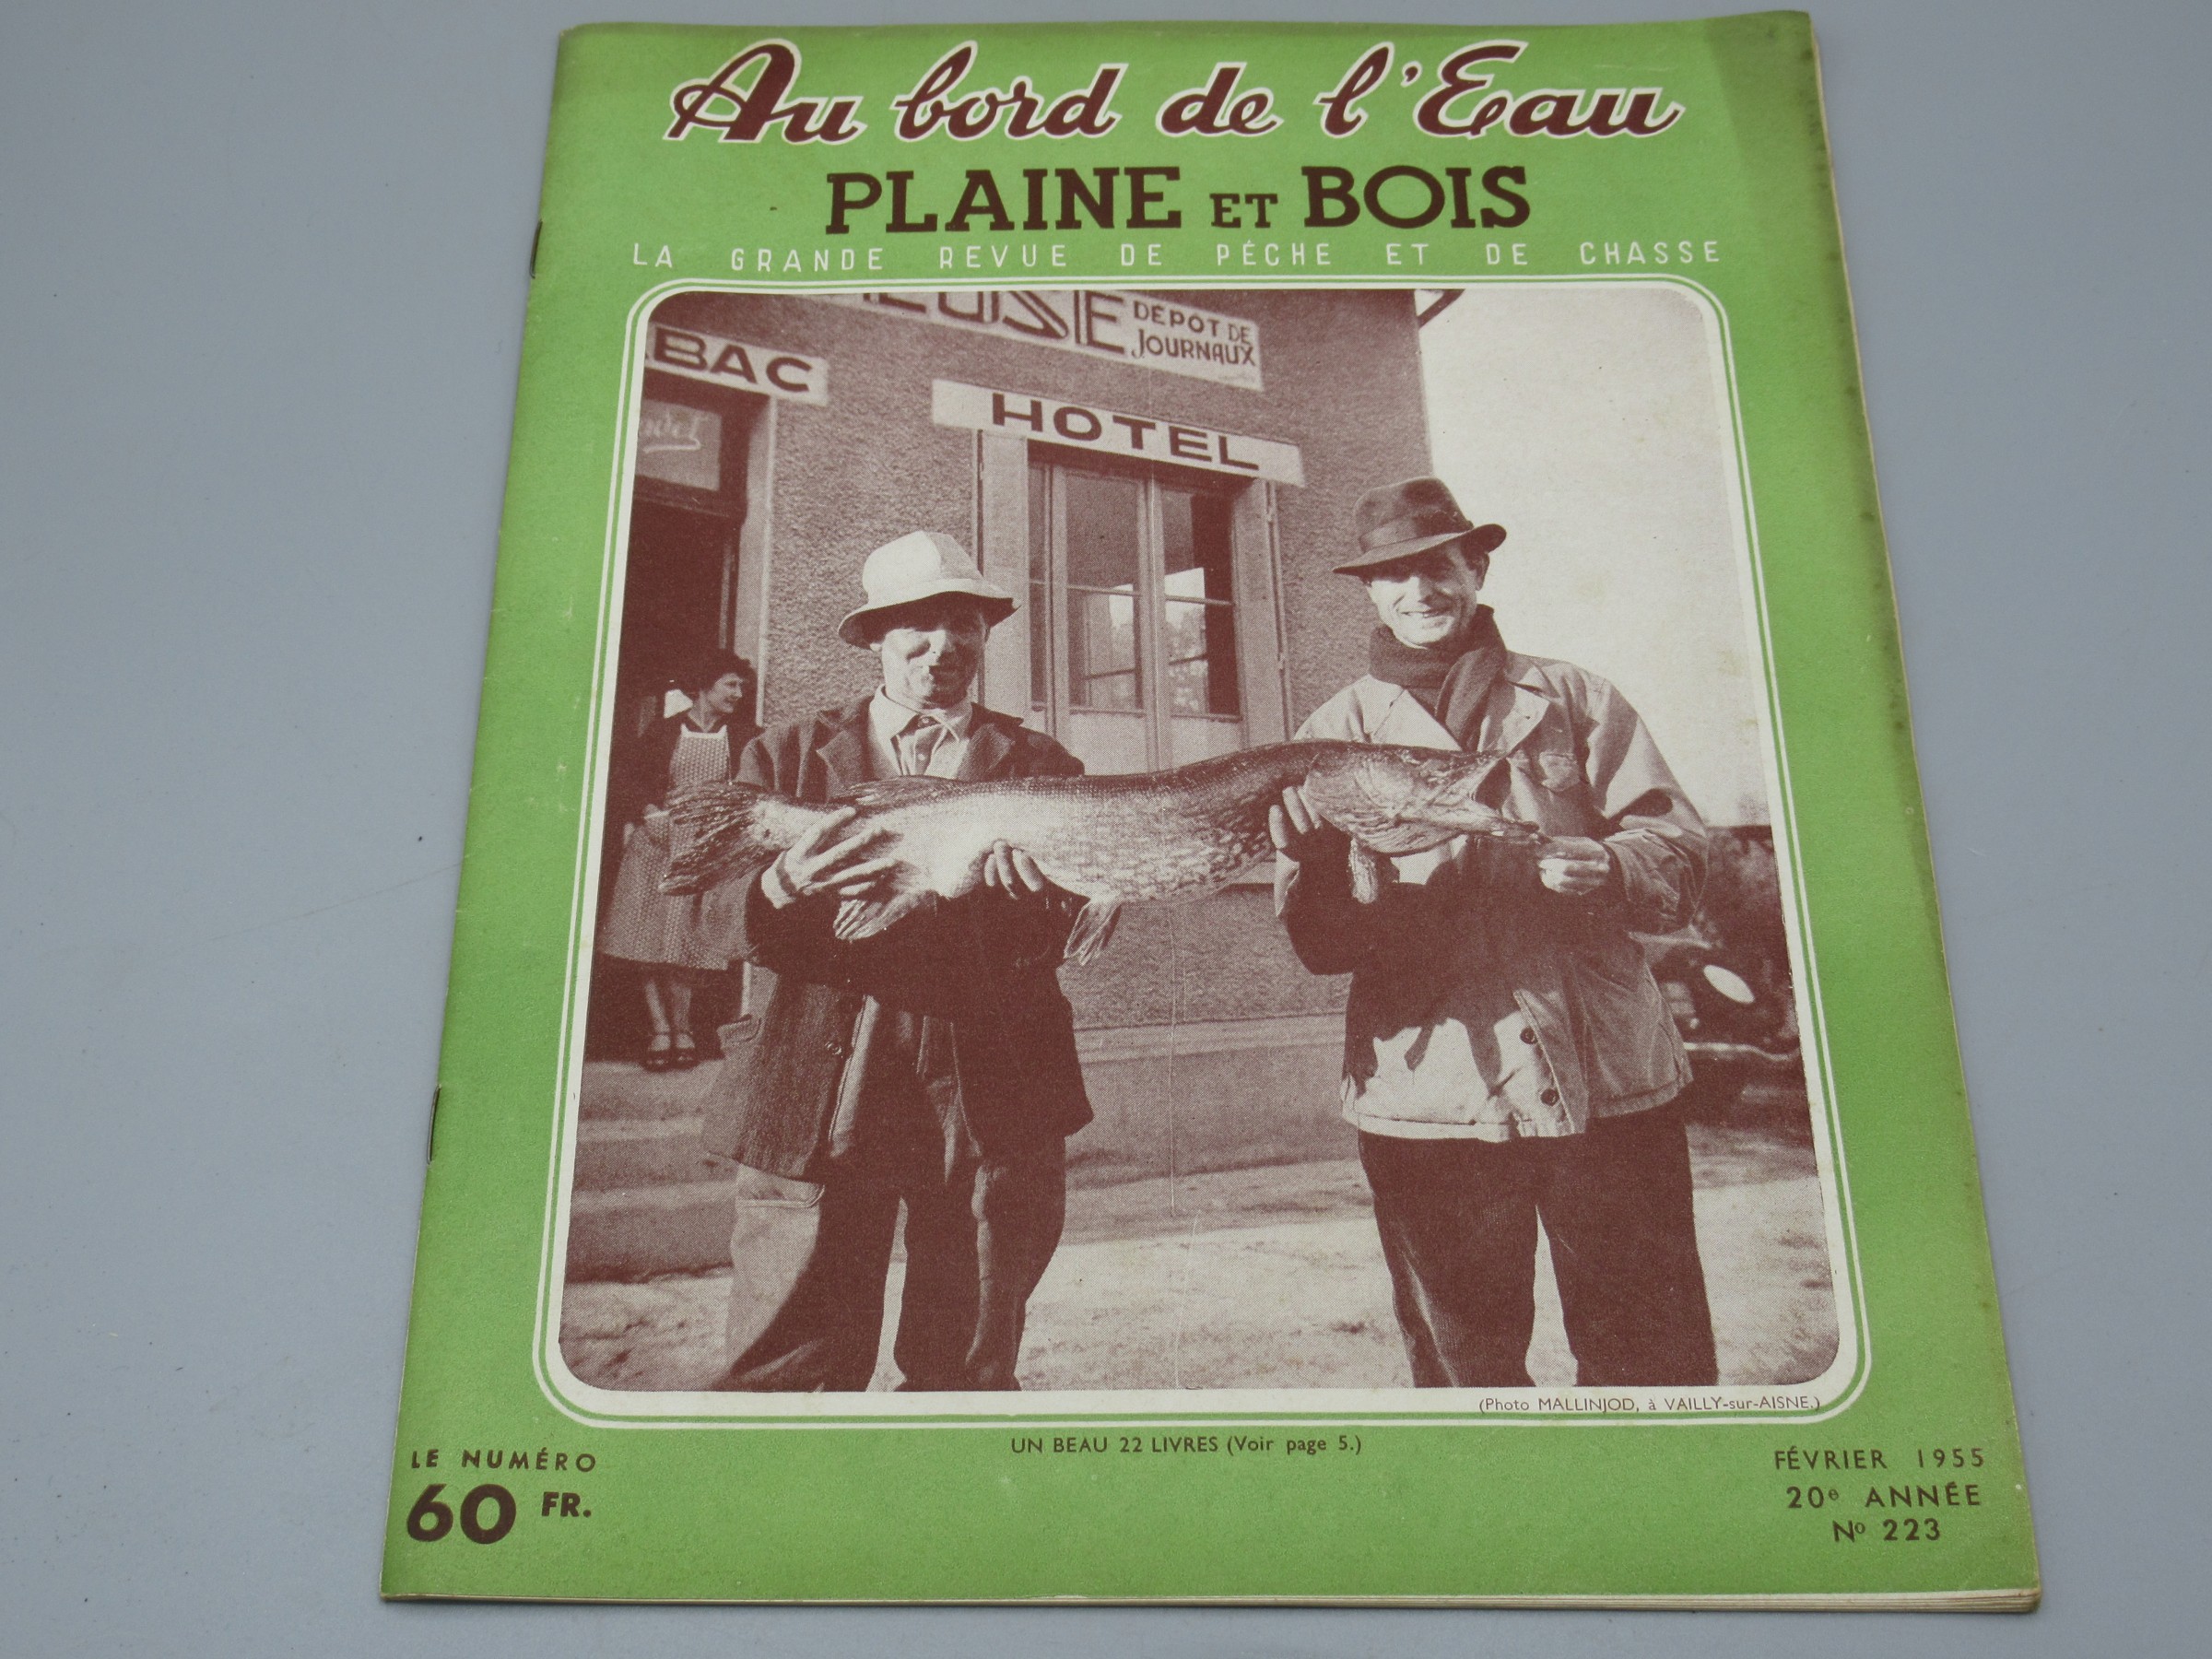 Au bord de l'Eau
PLAINE ET BOIS
LA GRANDE REVUE DE PÊCHE ET DE CHASSE
DÉPOT DE
JOURNAUX
BAC
HOTEL
(Photo MALLINJOD, à VAILLY-sur-AISNE.)
UN BEAU 22 LIVRES (Voir page 5.)
LE NUMÉRO
60 FR.
FÉVRIER 1955
20e ANNÉE
No 223